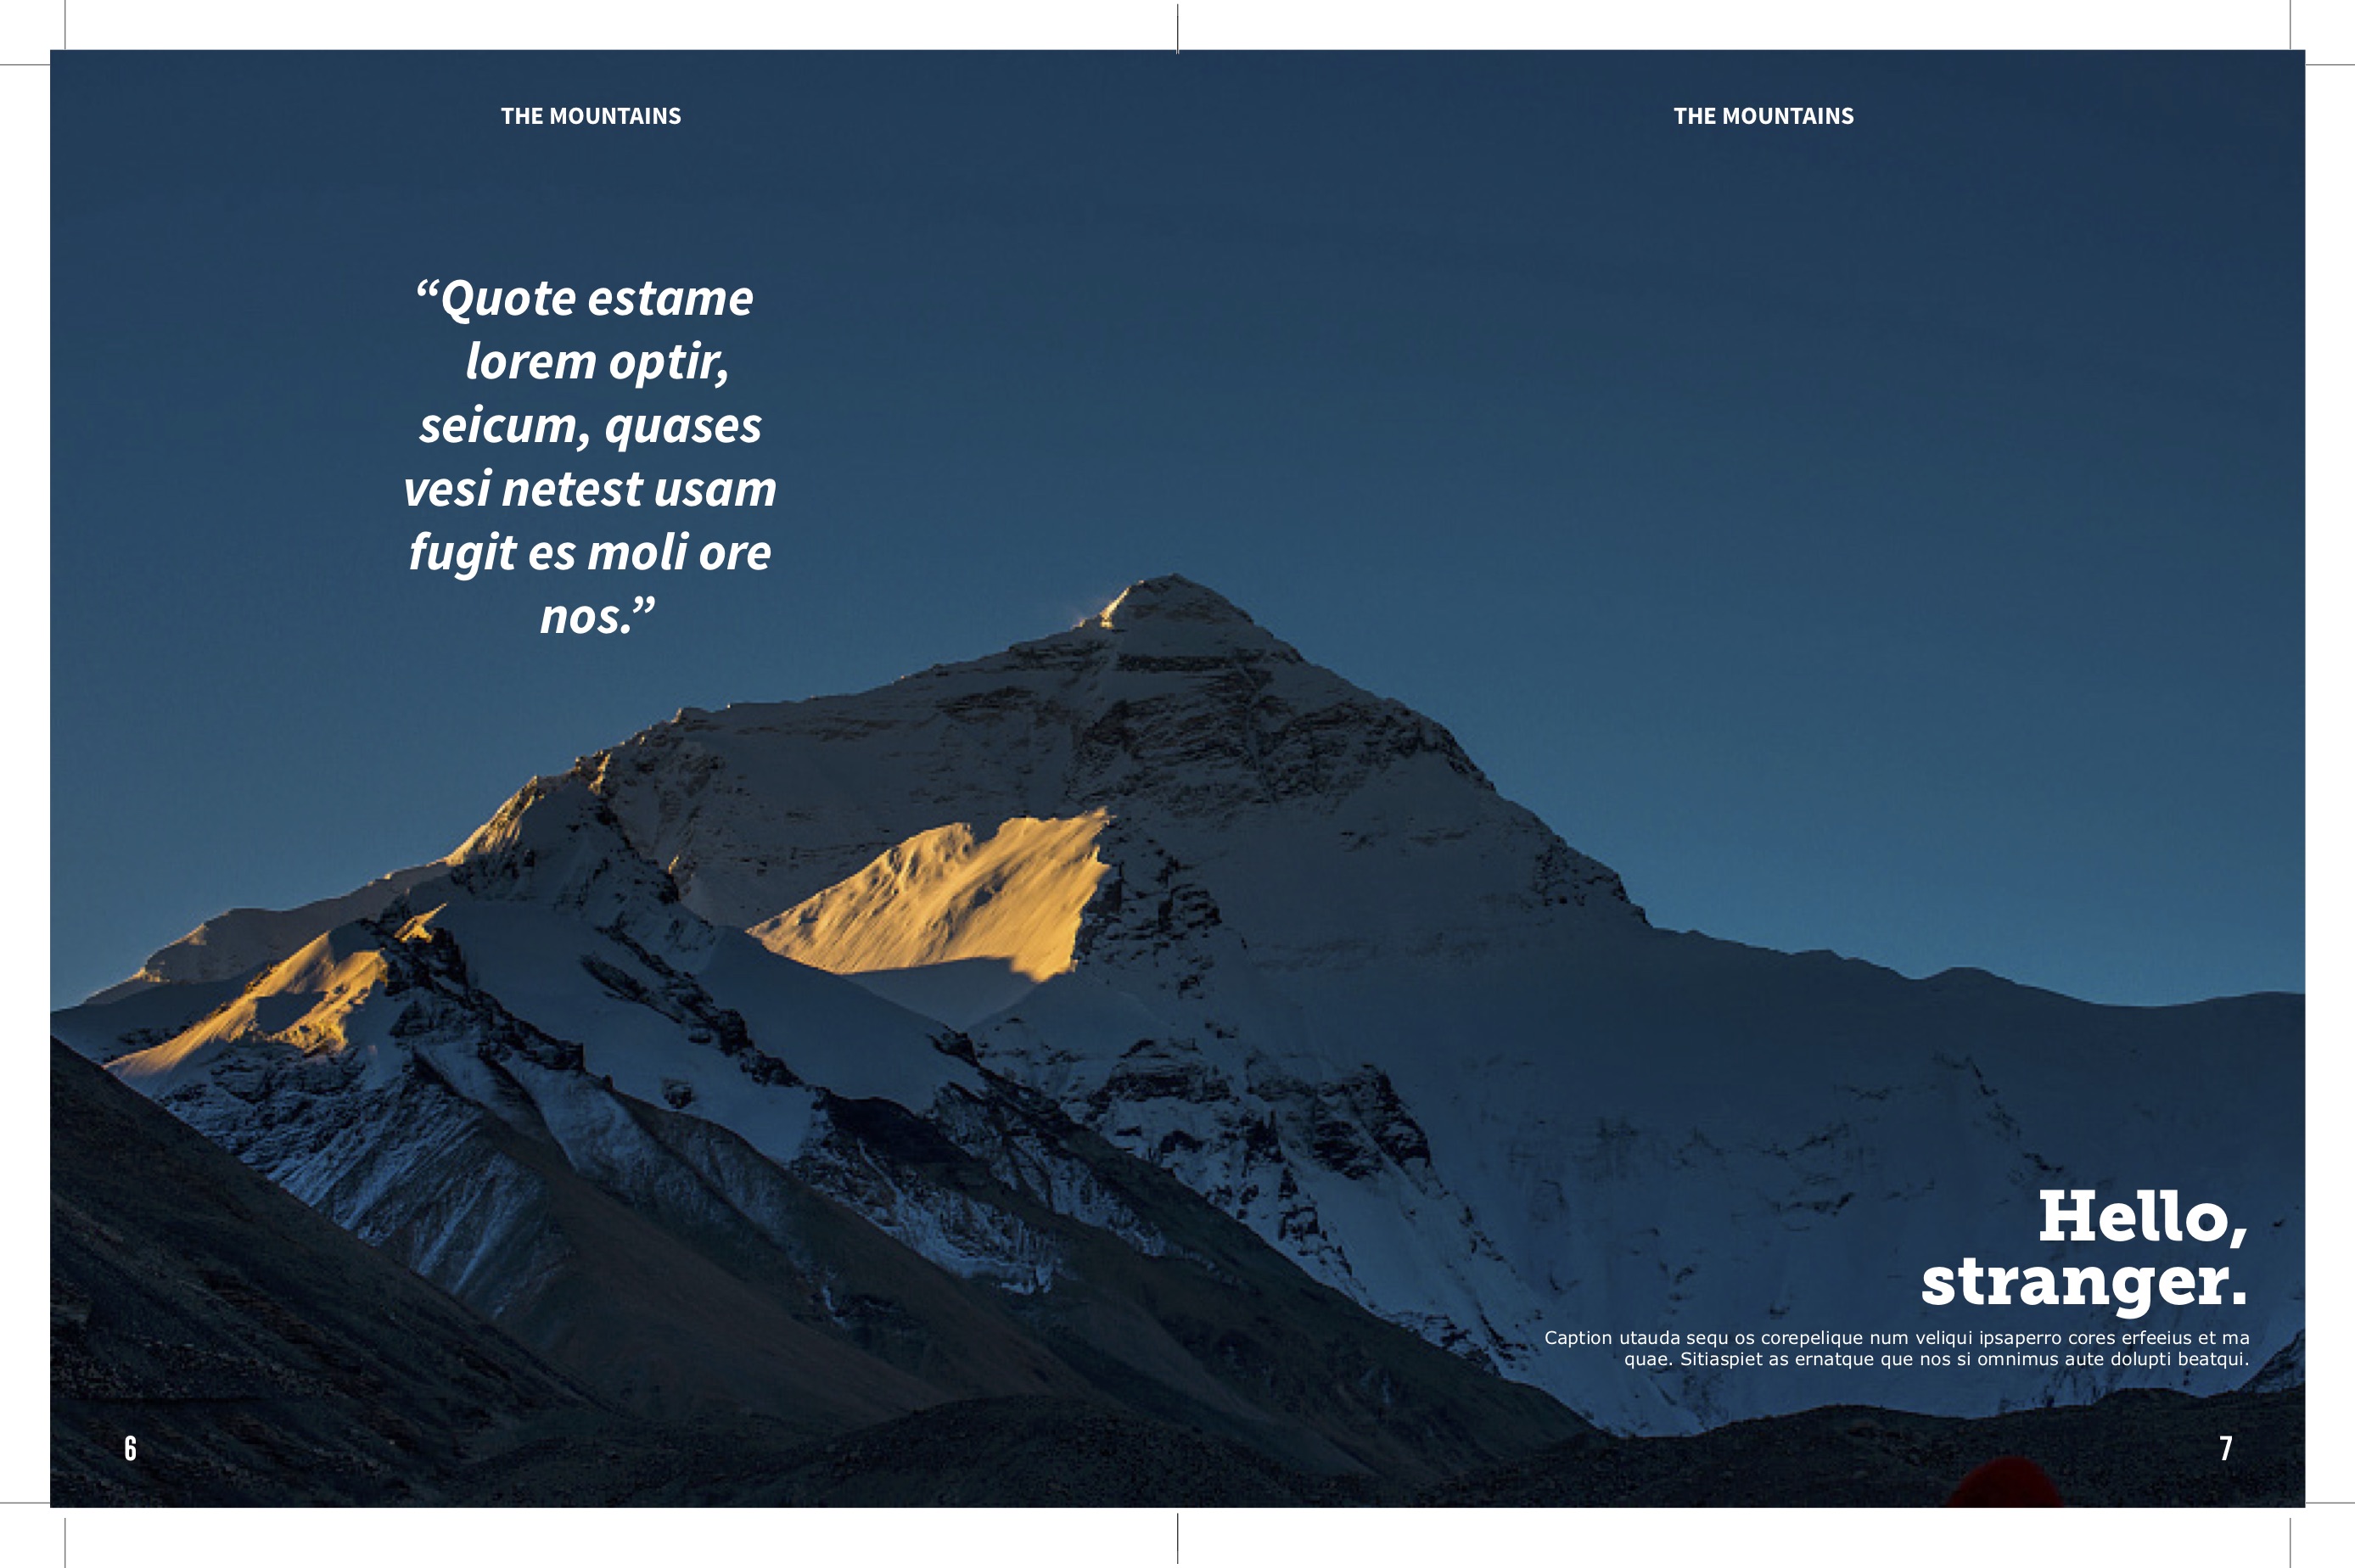 THE MOUNTAINS
“Quote estame
lorem optir,
seicum, quases
vesi netest usam
fugit es moli ore
nos.”
6
THE MOUNTAINS
Hello,
stranger.
Caption utauda sequ os corepelique num veliqui ipsaperro cores erfeeius et ma
quae. Sitiaspiet as ernatque que nos si omnimus aute dolupti beatqui.
7